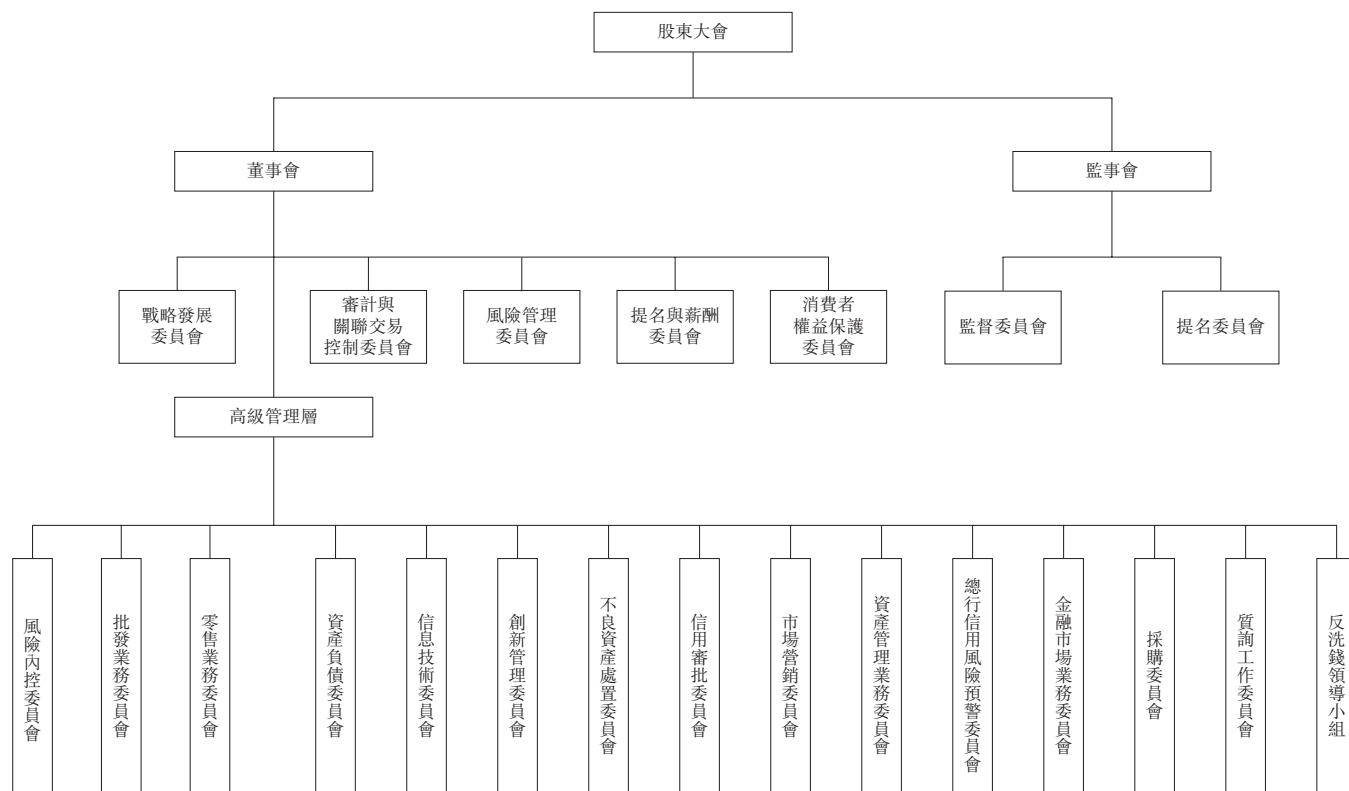 股東大會
董事會
監事會
戰略發展
委員會
審計與
關聯交易
控制委員會
風險管理
委員會
提名與薪酬
委員會
消費者
權益保護
委員會
監督委員會
提名委員會
高級管理層
風險內控委員會
批發業務委員會
零售業務委員會
資產負債委員會
信息技術委員會
創新管理委員會
不良資產處置委員會
信用審批委員會
市場營銷委員會
資產管理業務委員會
總行信用風險預警委員會
金融市場業務委員會
採購委員會
質詢工作委員會
反洗錢領導小組